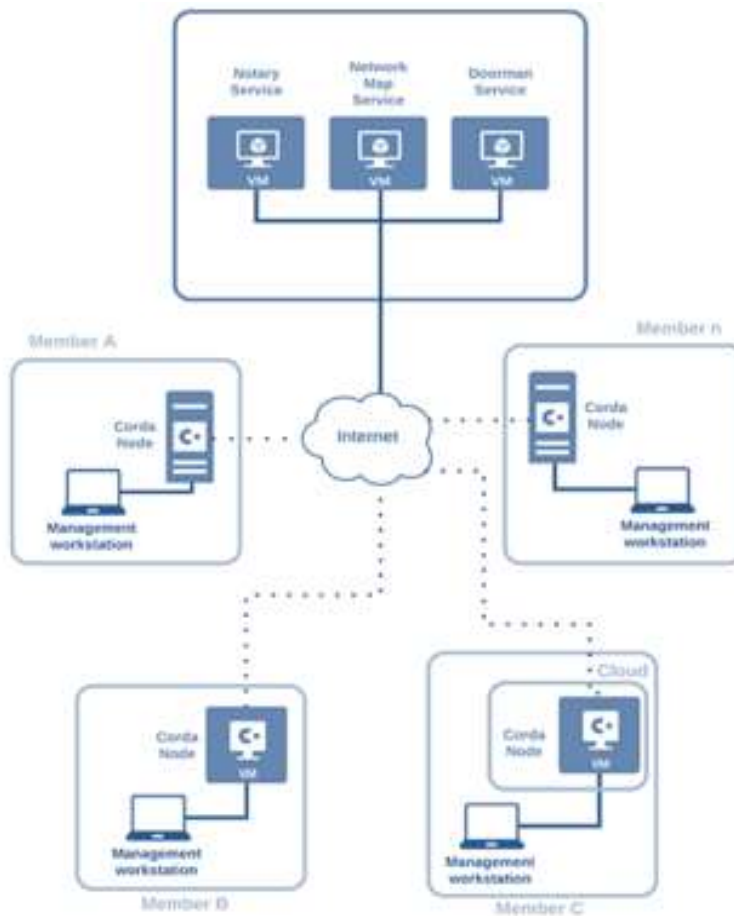 Notary
Service
Network
Map
Service
Doorman
Service
VM
VM
VM
Member A
Member n
Corda
Node
C
Internet
C
Corda
Node
Management
workstation
Management
workstation
Cloud
Corda
Node
C
VM
Corda
Node
C
VM
Management
workstation
Management
workstation
Member B
Member C